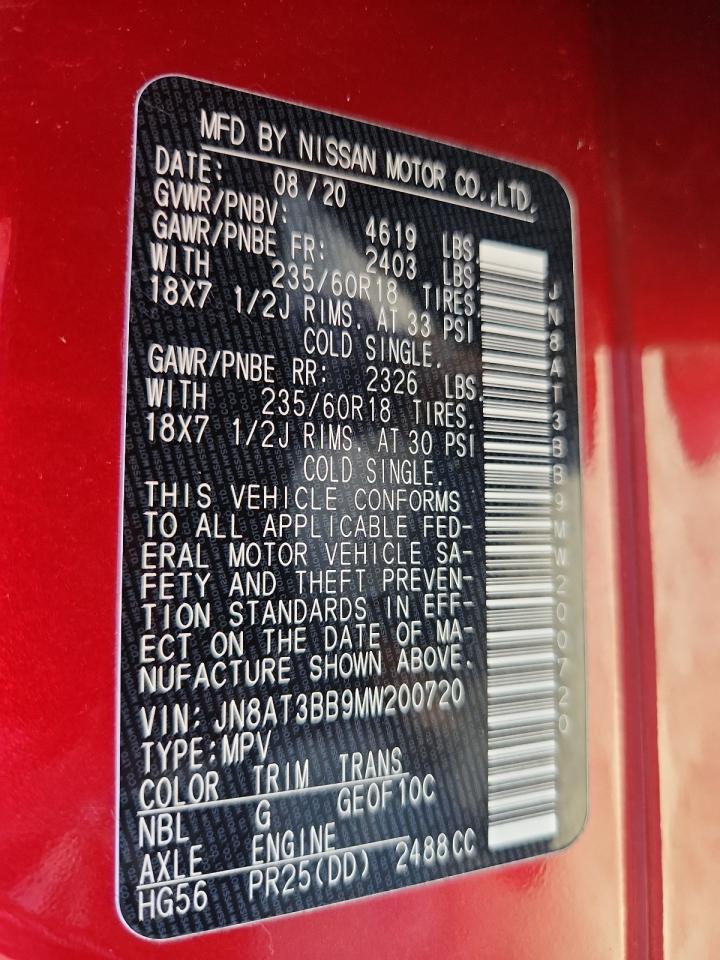 MFD BY NISSAN MOTOR CO.,LTD.
DATE: 08/20
GVWR/PNBV: 4619 LBS.
GAWR/PNBE FR: 2403 LBS.
WITH 235/60R18 TIRES.
18X7 1/2J RIMS. AT 33 PSI
COLD SINGLE.
GAWR/PNBE RR: 2326 LBS.
WITH 235/60R18 TIRES.
18X7 1/2J RIMS. AT 30 PSI
COLD SINGLE.
THIS VEHICLE CONFORMS
TO ALL APPLICABLE FED-
ERAL MOTOR VEHICLE SA-
FETY AND THEFT PREVEN-
TION STANDARDS IN EFF-
ECT ON THE DATE OF MA-
NUFACTURE SHOWN ABOVE.
VIN: JN8AT3BB9MW200720
TYPE:MPV
COLOR TRIM TRANS
NBL G GEOF10C
AXLE ENGINE
HG56 PR25(DD) 2488CC
JN8AT3BB9MW200720